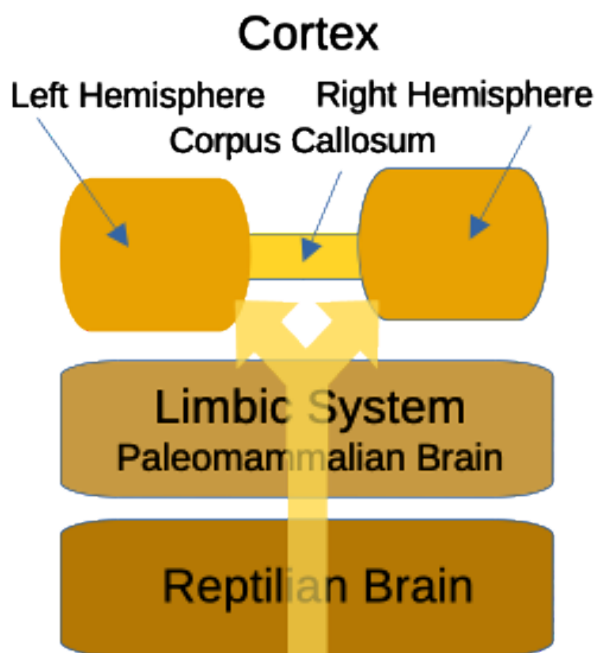 Cortex
Left Hemisphere Right Hemisphere
Corpus Callosum
Limbic System
Paleomammalian Brain
Reptilian Brain